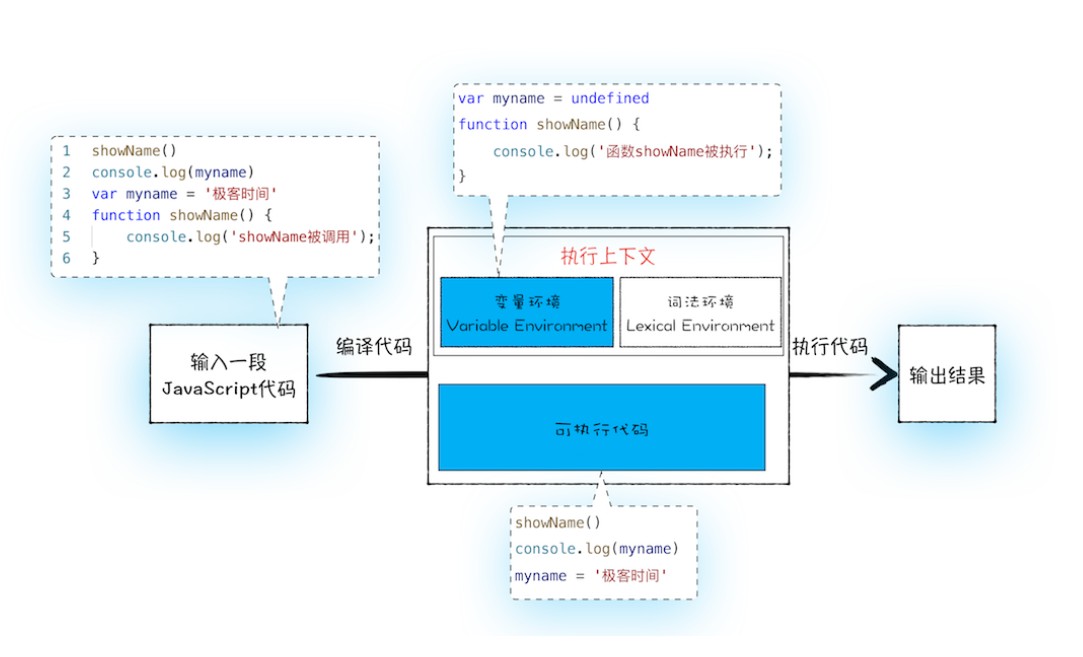 var myname = undefined
function showName() {
console.log('函数showName被执行');
}
1 showName()
2 console.log(myname)
3 var myname = '极客时间'
4 function showName() {
5 console.log('showName被调用');
6 }
执行上下文
变量环境
Variable Environment
词法环境
Lexical Environment
输入一段
JavaScript代码
编译代码
执行代码
输出结果
可执行代码
showName()
console.log(myname)
myname = '极客时间'